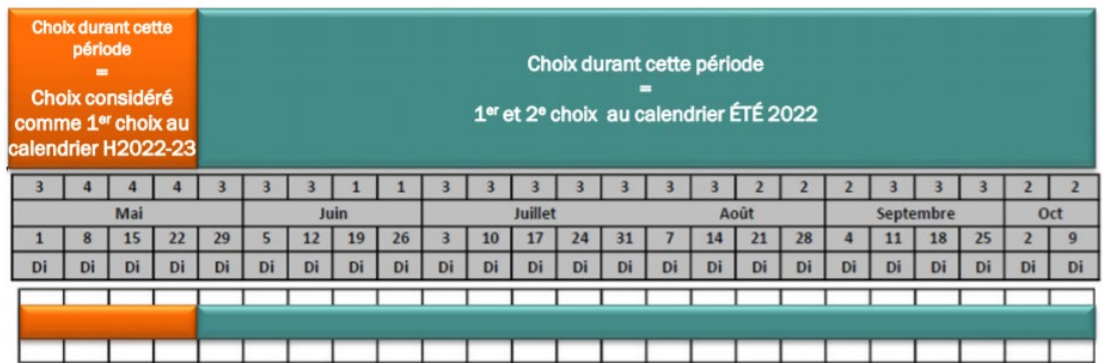 Choix durant cette
période
=
Choix considéré
comme 1er choix au
calendrier H2022-23
Choix durant cette période
=
1er et 2e choix au calendrier ÉTÉ 2022
3 4 4 4 3 3 3 1 1 3 3 3 3 3 3 3 2 2 2 3 3 3 2 2
Mai Juin Juillet Août Septembre Oct
1 8 15 22 29 5 12 19 26 3 10 17 24 31 7 14 21 28 4 11 18 25 2 9
Di Di Di Di Di Di Di Di Di Di Di Di Di Di Di Di Di Di Di Di Di Di Di Di